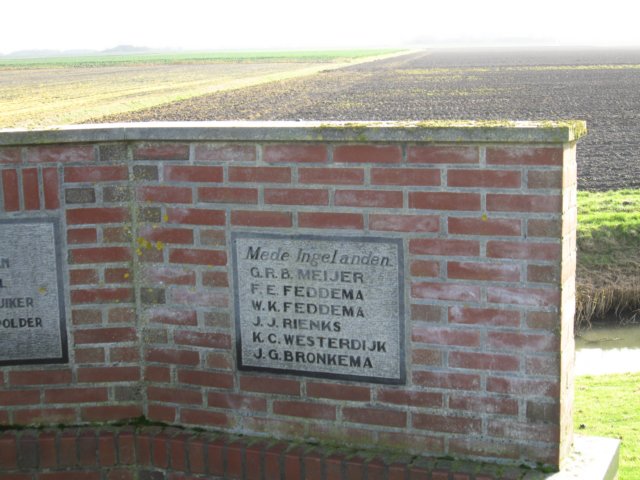 UIKER
POLDER
Mede Ingelanden.
G.R.B. MEIJER
F.E. FEDDEMA
W.K. FEDDEMA
J.J. RIENKS
K.C. WESTERDIJK
J.G. BRONKEMA